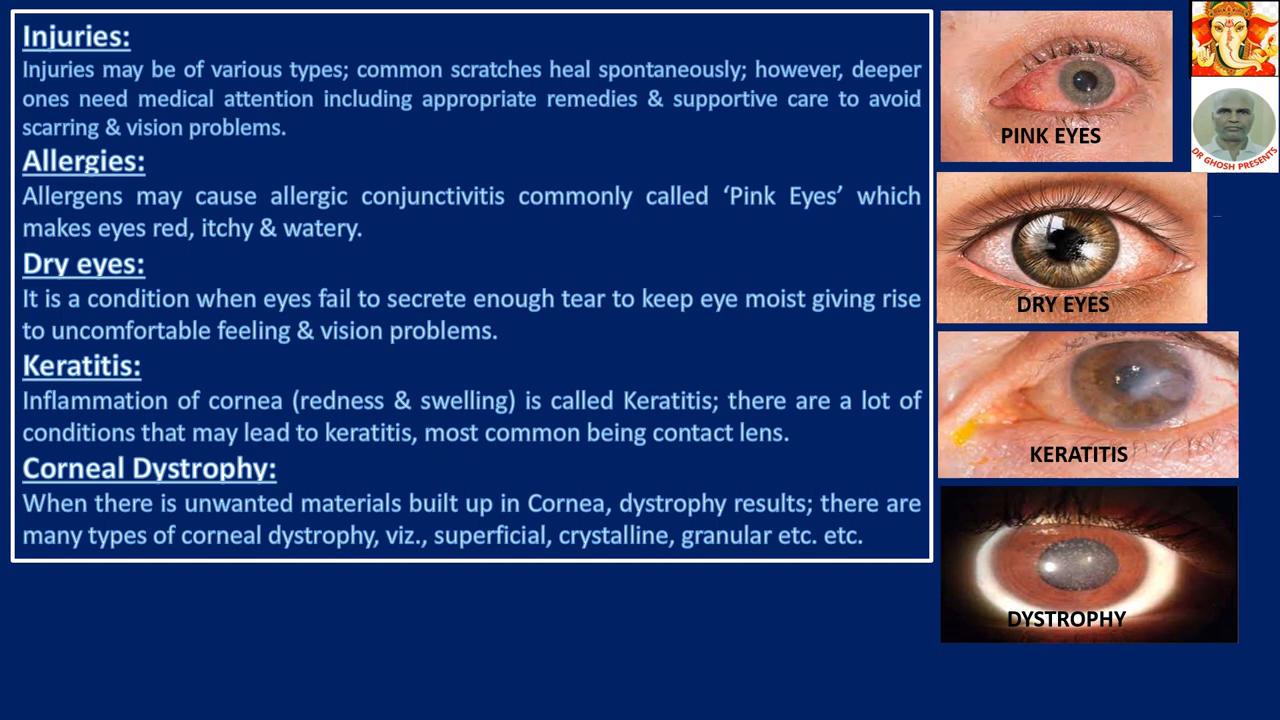 Injuries:
Injuries may be of various types; common scratches heal spontaneously; however, deeper
ones need medical attention including appropriate remedies & supportive care to avoid
scarring & vision problems.
Allergies:
Allergens may cause allergic conjunctivitis commonly called ‘Pink Eyes’ which
makes eyes red, itchy & watery.
Dry eyes:
It is a condition when eyes fail to secrete enough tear to keep eye moist giving rise
to uncomfortable feeling & vision problems.
Keratitis:
Inflammation of cornea (redness & swelling) is called Keratitis; there are a lot of
conditions that may lead to keratitis, most common being contact lens.
Corneal Dystrophy:
When there is unwanted materials built up in Cornea, dystrophy results; there are
many types of corneal dystrophy, viz., superficial, crystalline, granular etc. etc.
PINK EYES
DRY EYES
KERATITIS
DYSTROPHY
DR GHOSH PRESENTS